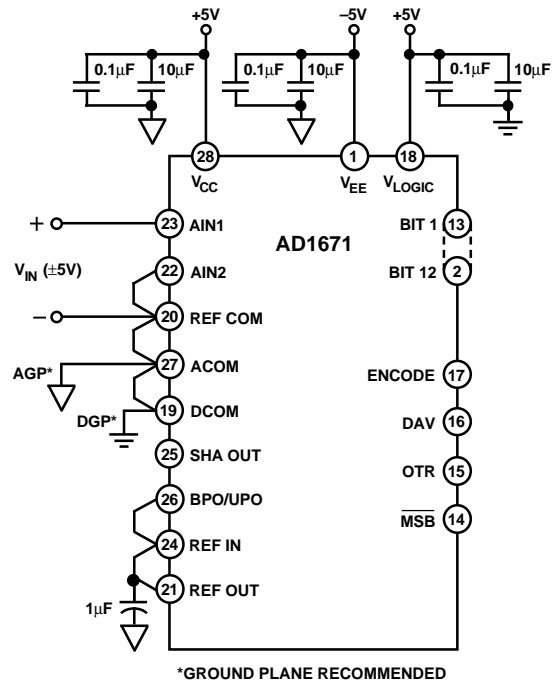 +5V
–5V
+5V
0.1µF
10µF
0.1µF
10µF
0.1µF
10µF
28
1
18
VCC
VEE
VLOGIC
+
23
AIN1
AD1671
BIT 1
13
VIN (±5V)
22
AIN2
BIT 12
2
–
20
REF COM
AGP*
27
ACOM
ENCODE
17
DGP*
19
DCOM
DAV
16
25
SHA OUT
OTR
15
26
BPO/UPO
MSB
14
24
REF IN
21
REF OUT
1µF
*GROUND PLANE RECOMMENDED